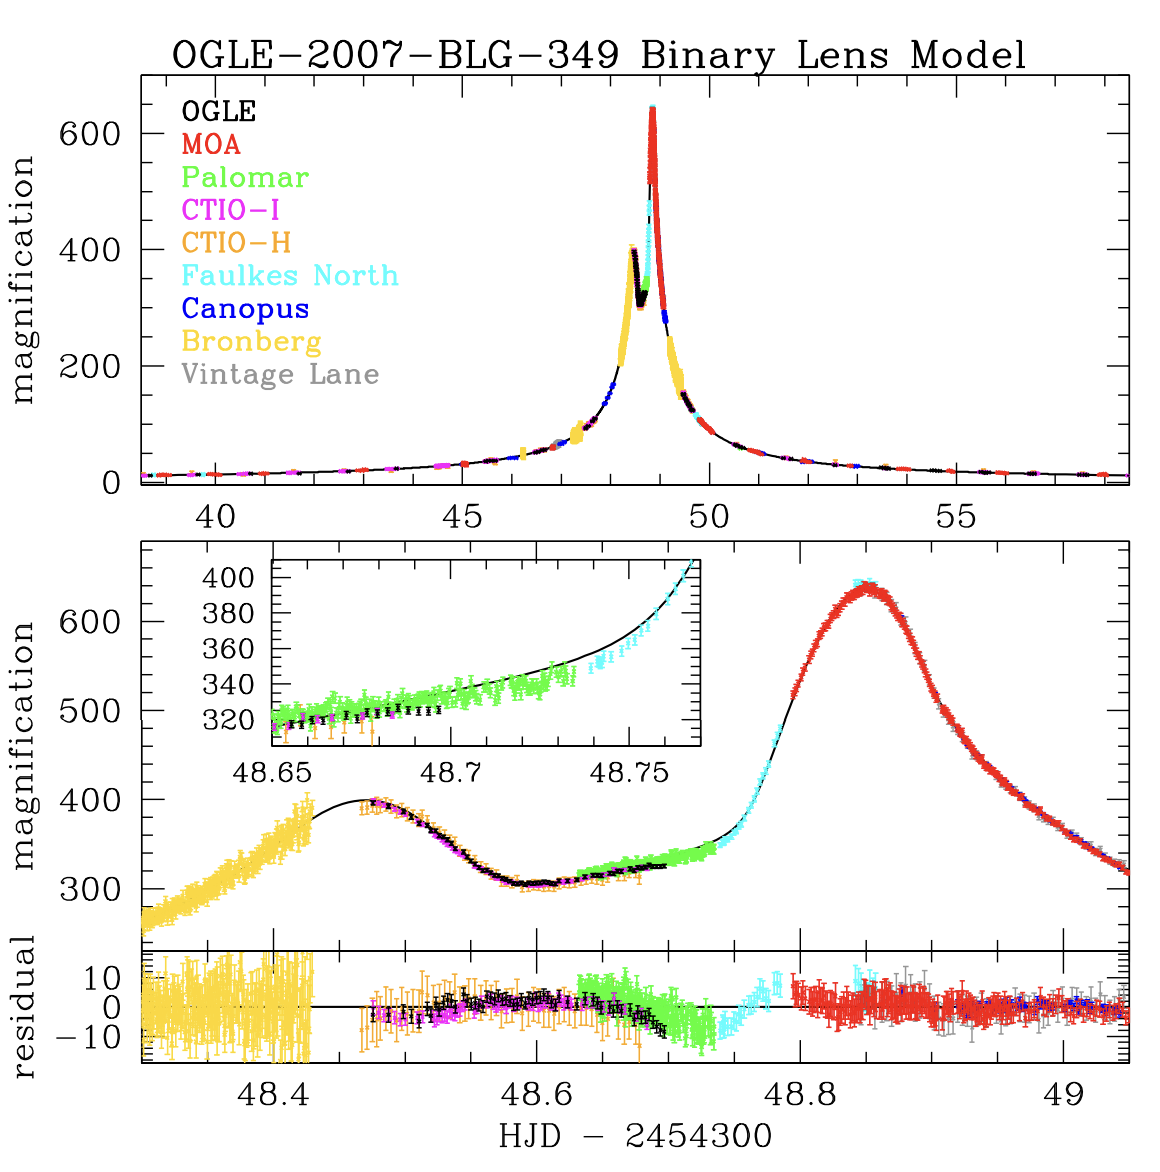 OGLE−2007−BLG−349 Binary Lens Model
magnification
600
400
200
0
OGLE
MOA
Palomar
CTIO−I
CTIO−H
Faulkes North
Canopus
Bronberg
Vintage Lane
40 45 50 55
magnification
600
500
400
300
400
380
360
340
320
48.65 48.7 48.75
residual
10
0
−10
48.4 48.6 48.8 49
HJD − 2454300